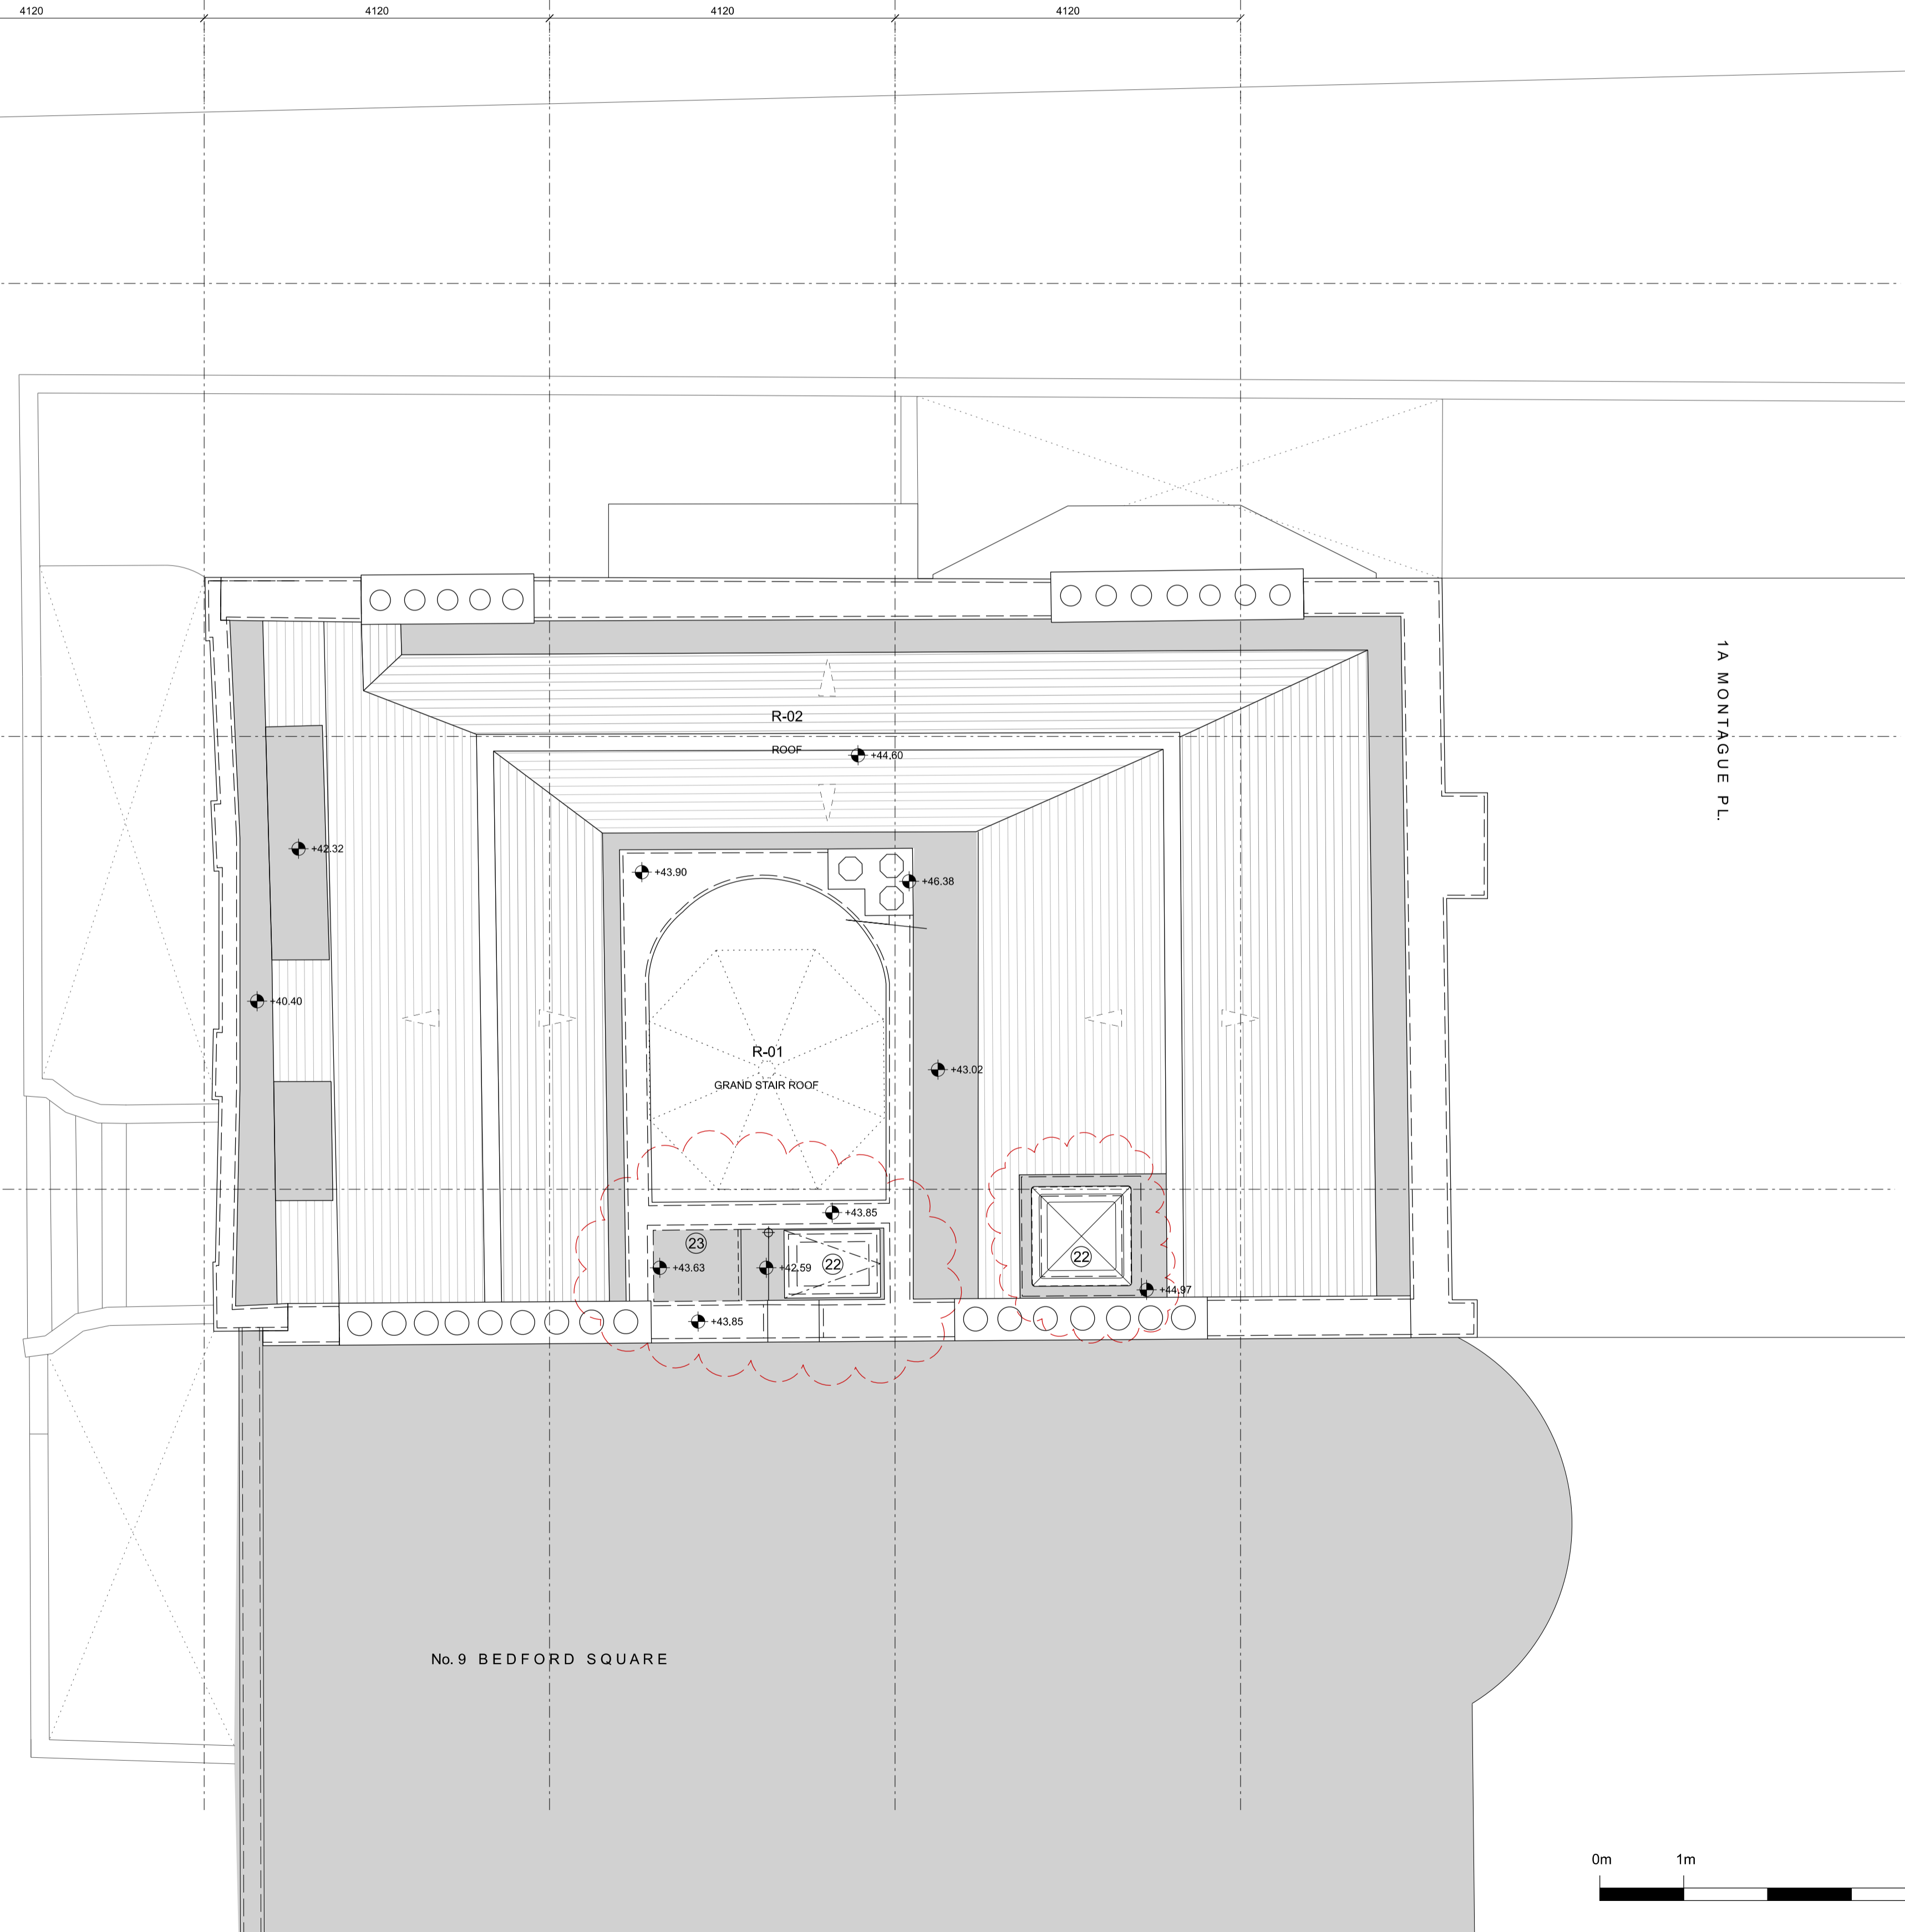 4120
4120
4120
4120
1A MONTAGUE PL.
R-02
ROOF
+44.60
+42.32
+43.90
+46.38
+40.40
R-01
+43.02
GRAND STAIR ROOF
+43.85
23
+43.63
+42.59
22
22
+44.97
+43.85
No. 9 BEDFORD SQUARE
0m
1m